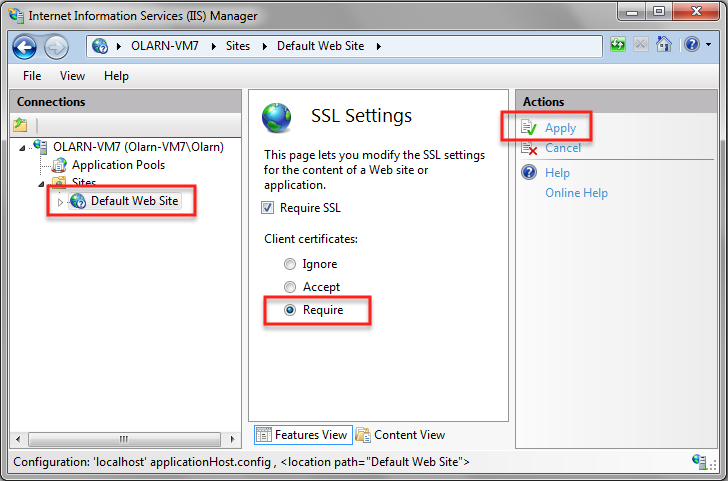 Internet Information Services (IIS) Manager
OLARN-VM7 Sites Default Web Site
File View Help
Connections
OLARN-VM7 (Olarn-VM7\Olarn)
Application Pools
Sites
Default Web Site
SSL Settings
This page lets you modify the SSL settings
for the content of a Web site or
application.
Require SSL
Client certificates:
Ignore
Accept
Require
Features View Content View
Actions
Apply
Cancel
Help
Online Help
Configuration: 'localhost' applicationHost.config , <location path="Default Web Site">